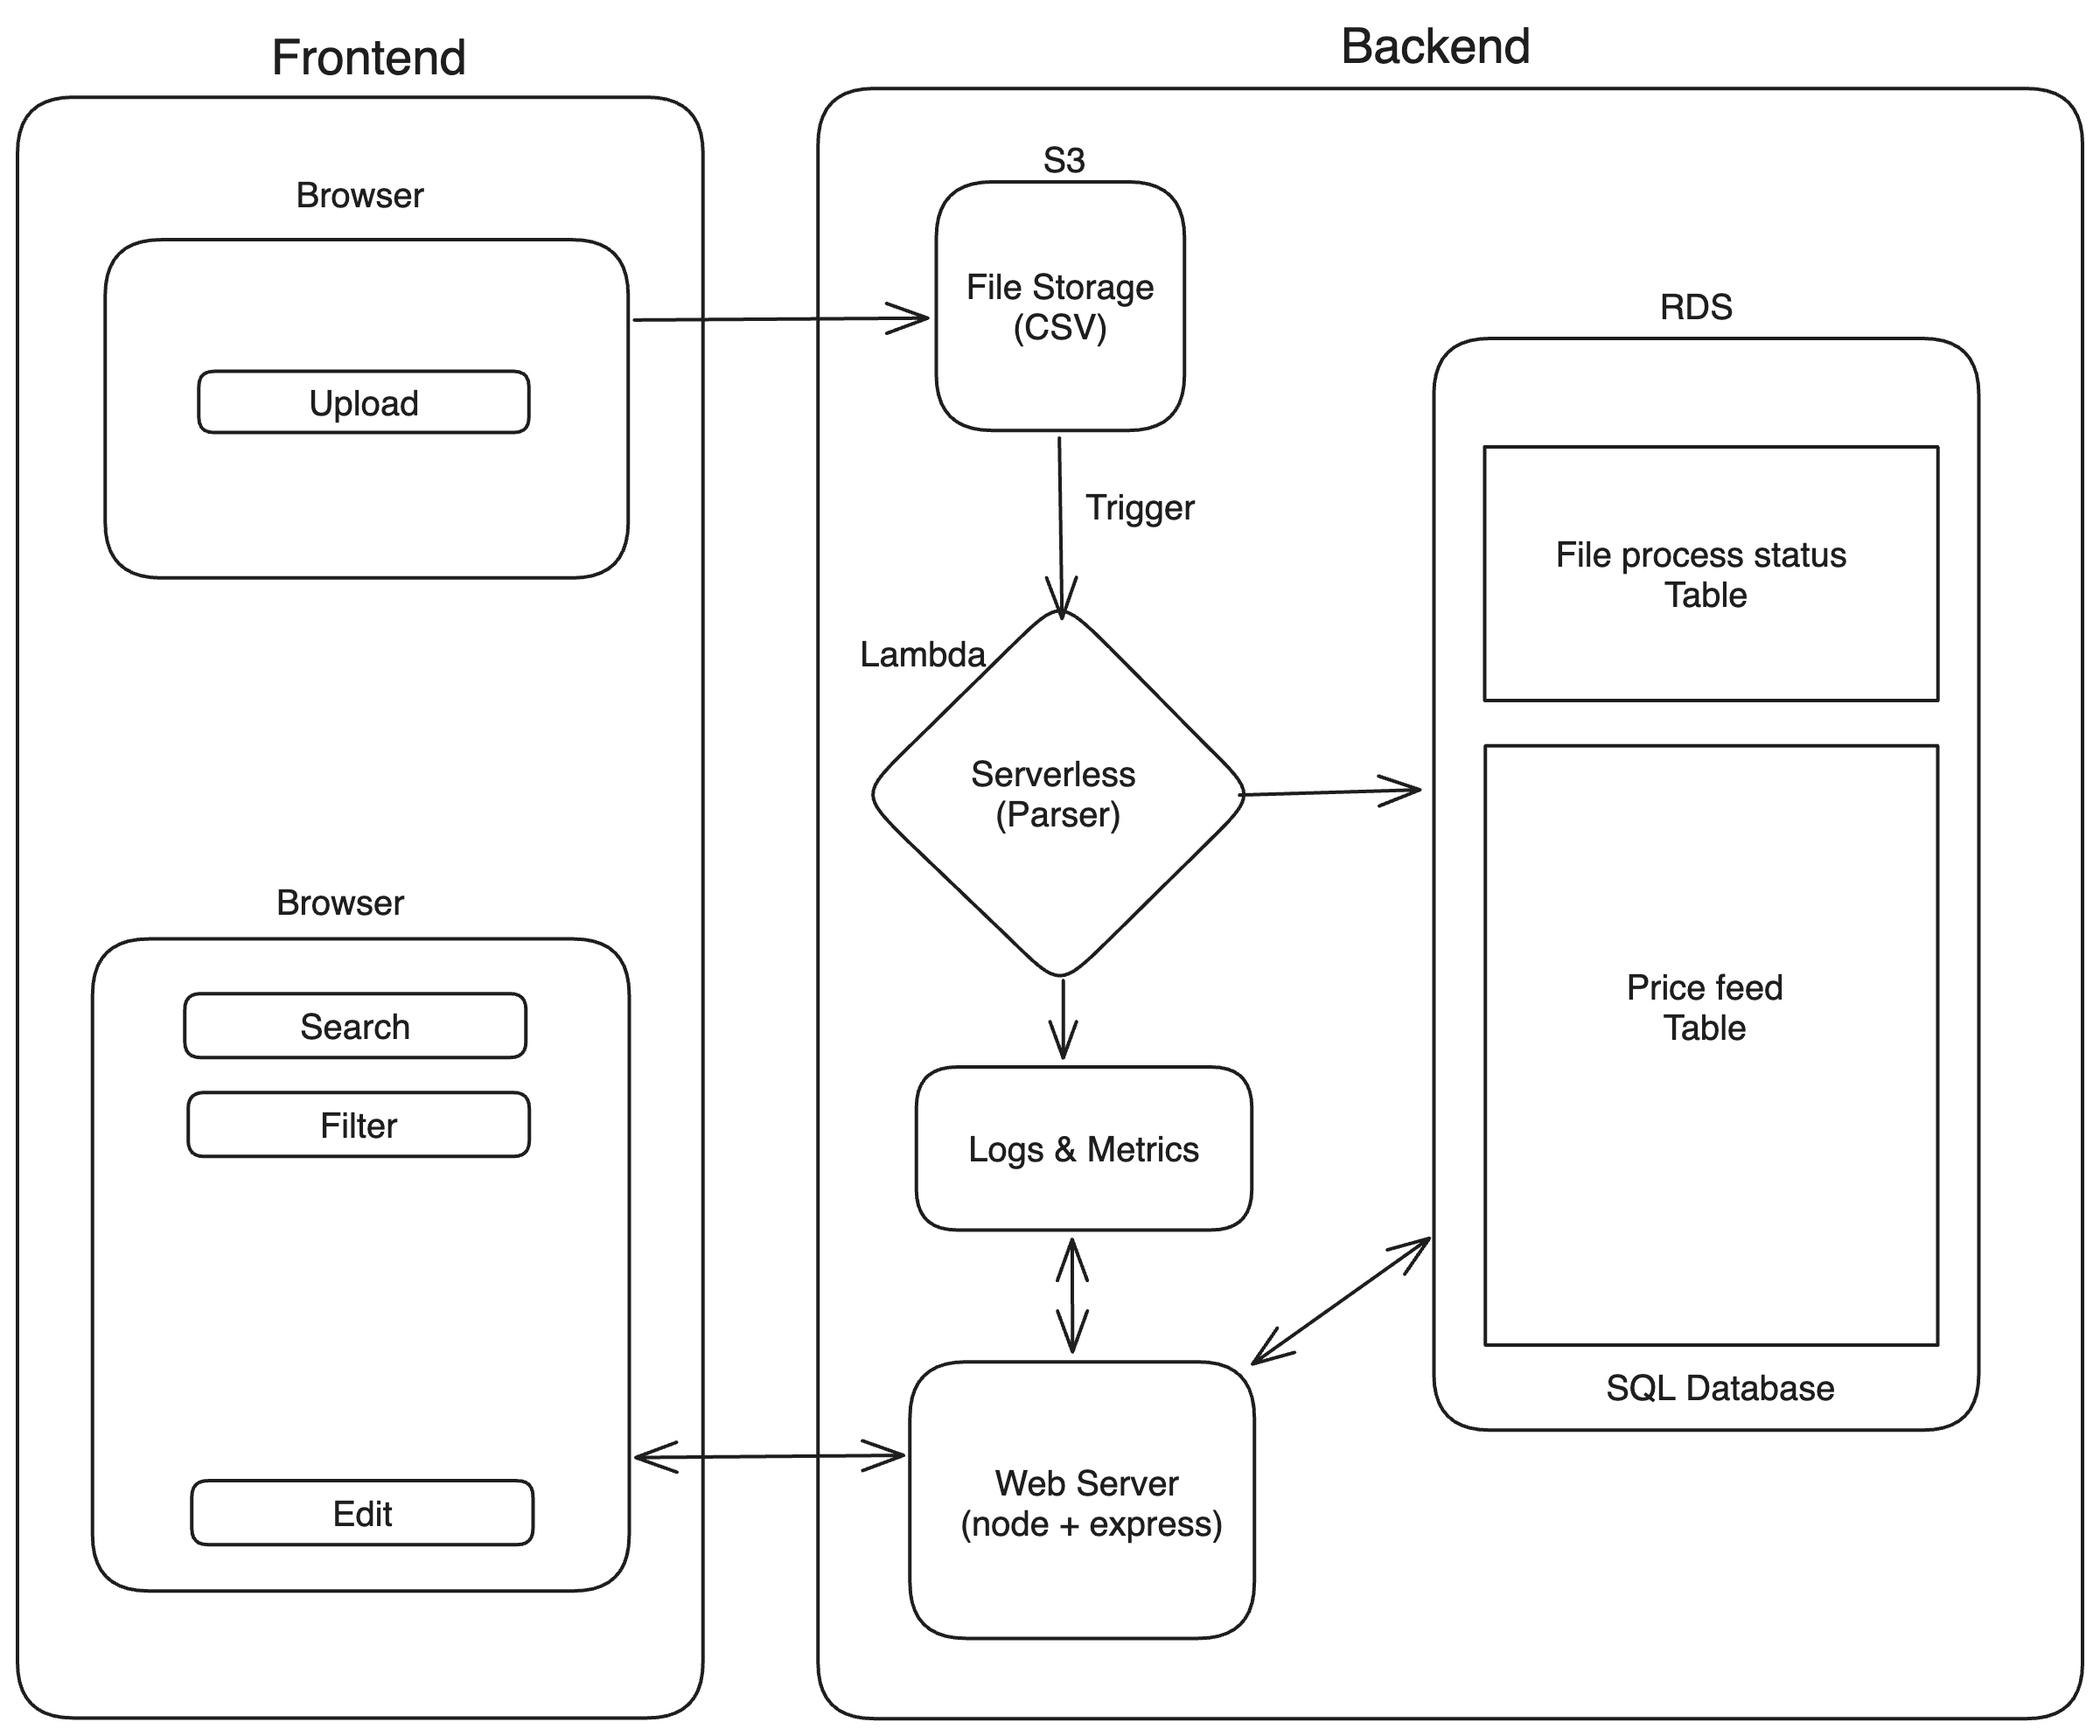 Frontend
Backend
Browser
Upload
S3
File Storage
(CSV)
Trigger
Lambda
Serverless
(Parser)
RDS
File process status
Table
Price feed
Table
SQL Database
Browser
Search
Filter
Edit
Logs & Metrics
Web Server
(node + express)